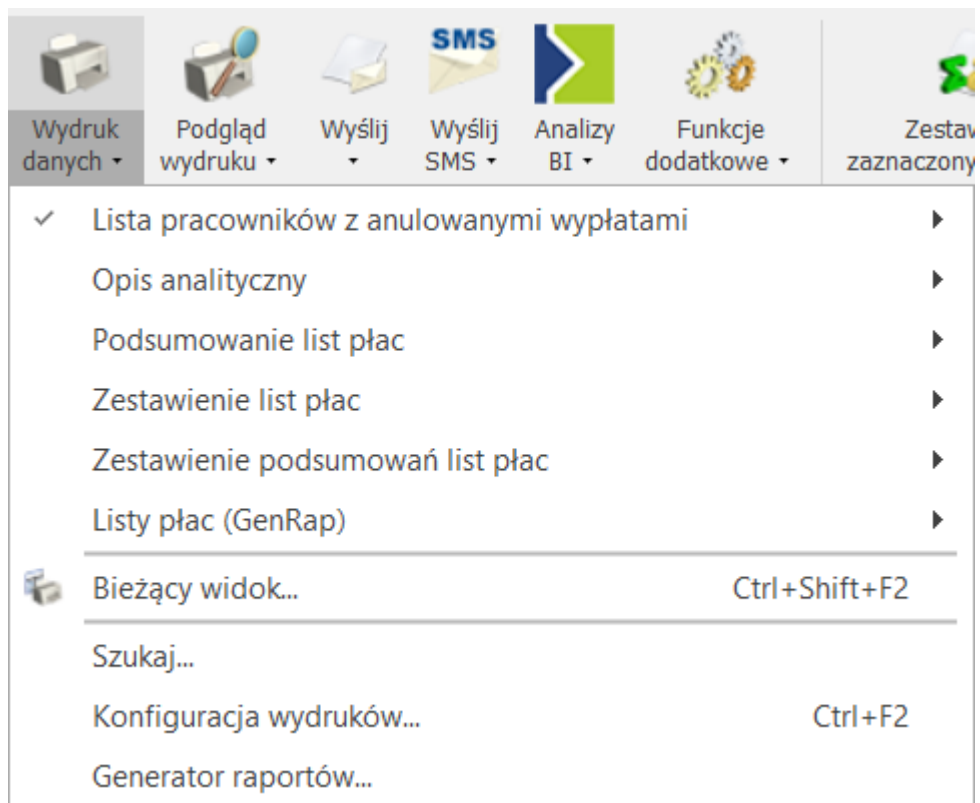 SMS
Wydruk danych
Podgląd wydruku
Wyślij
Wyślij SMS
Analizy BI
Funkcje dodatkowe
Lista pracowników z anulowanymi wypłatami
Opis analityczny
Podsumowanie list płac
Zestawienie list płac
Zestawienie podsumowań list płac
Listy płac (GenRap)
Bieżący widok... Ctrl+Shift+F2
Szukaj...
Konfiguracja wydruków... Ctrl+F2
Generator raportów...